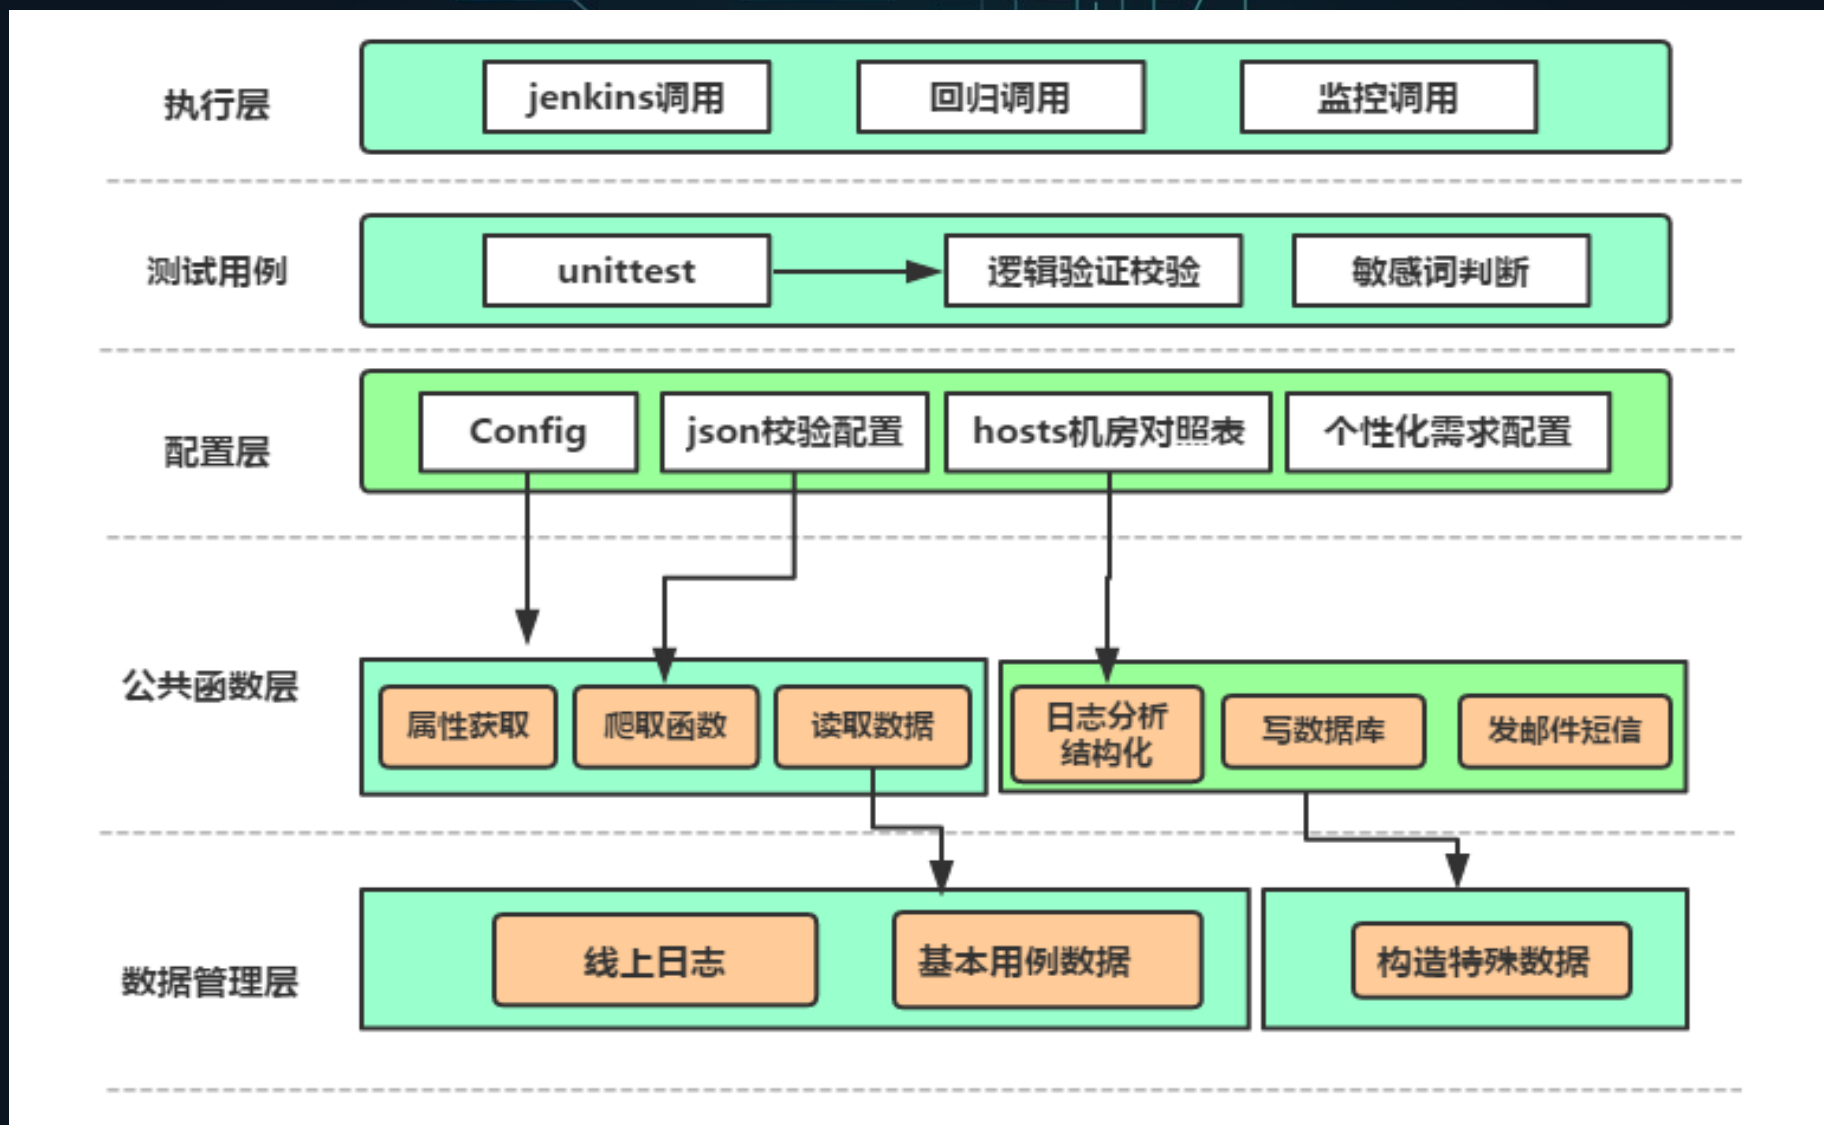 执行层
jenkins调用
回归调用
监控调用
测试用例
unittest
逻辑验证校验
敏感词判断
配置层
Config
json校验配置
hosts机房对照表
个性化需求配置
公共函数层
属性获取
爬取函数
读取数据
日志分析
结构化
写数据库
发邮件短信
数据管理层
线上日志
基本用例数据
构造特殊数据